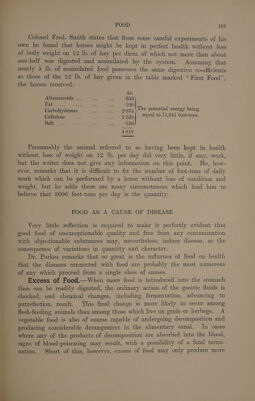 FOOD 105
Colonel Fred. Smith states that from some careful experiments of his
own he found that horses might be kept in perfect health without loss
of body weight on 12 lb. of hay per diem, of which not more than about
one-half was digested and assimilated by the system. Assuming that
nearly 5 lb. of assimilated food possesses the same digestive co-efficients
as those of the 12 lb. of hay given in the table marked "First Food",
the horses received:
Lb.
Albuminoids
Fat
Carbohydrates
Cellulose
Salt
The potential energy being
equal to foot-tons.
Presumably the animal referred to as having been kept in health
without loss of weight on 12 lb. per day did very little, if any, work,
but the writer does not give any information on this point. He, how-
ever, remarks that it is difficult to fix the number of foot-tons of daily
work which can be performed by a horse without loss of condition and
weight, but he adds there are many circumstances which lead him to
believe that 3000 foot-tons per day is the quantity.
FOOD AS A CAUSE OF DISEASE
Very little reflection is required to make it perfectly evident that
good food of unexceptionable quality and free from any contamination
with objectionable substances may, nevertheless, induce disease, as the
consequence of variations in quantity and character.
Dr. Parkes remarks that so great is the influence of food on health
that the diseases connected with food are probably the most numerous
of any which proceed from a single class of causes.
Excess of Food.—When more food is introduced into the stomach
than can be readily digested, the ordinary action of the gastric fluids is
checked, and chemical changes, including fermentation, advancing to
putrefaction, result. This final change is more likely to occur among
flesh-feeding animals than among those which live on grain or herbage. A
vegetable food is also of course capable of undergoing decomposition and
producing considerable derangement in the alimentary canal. In cases
where any of the products of decomposition are absorbed into the blood,
signs of blood-poisoning may result, with a possibility of a fatal termi-
nation. Short of this, however, excess of food may only produce more